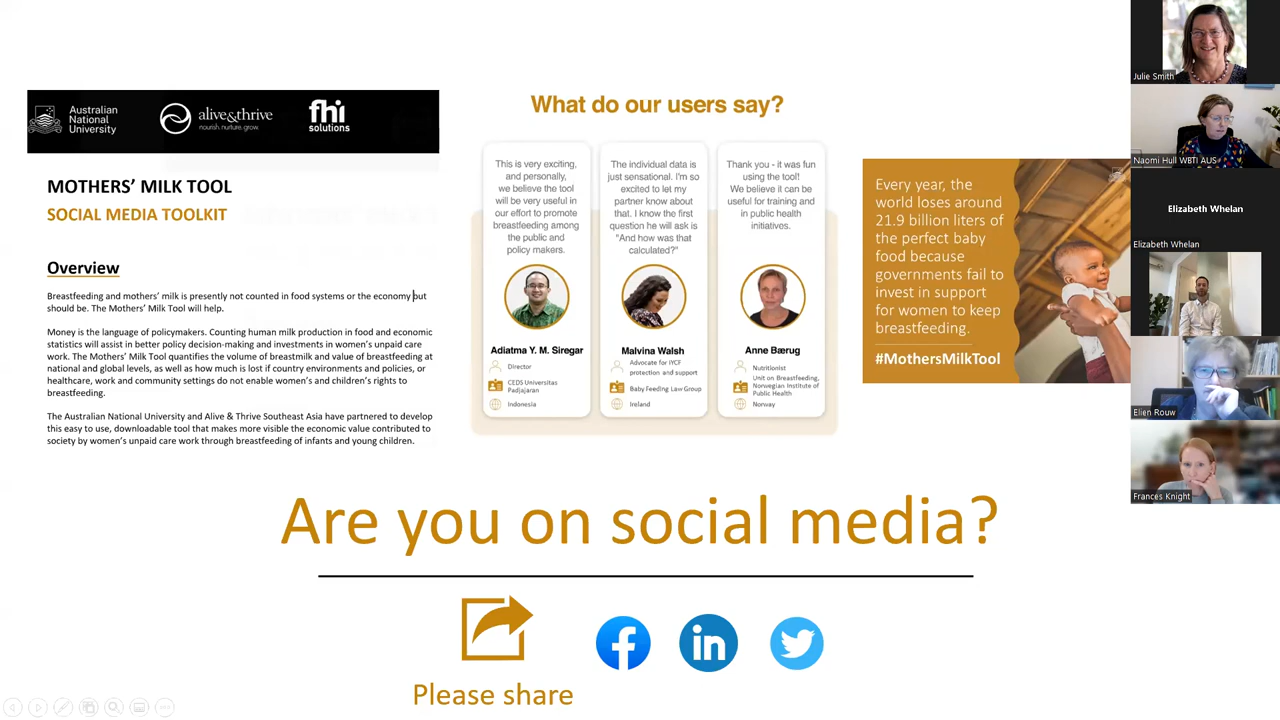 Australian
National
University
alive&thrive
nourish. nurture. grow.
fhi
solutions
MOTHERS' MILK TOOL
SOCIAL MEDIA TOOLKIT
Overview
Breastfeeding and mothers' milk is presently not counted in food systems or the economy but
should be. The Mothers' Milk Tool will help.
Money is the language of policymakers. Counting human milk production in food and economic
statistics will assist in better policy decision-making and investments in women's unpaid care
work. The Mothers' Milk Tool quantifies the volume of breastmilk and value of breastfeeding at
national and global levels, as well as how much is lost if country environments and policies, or
healthcare, work and community settings do not enable women's and children's rights to
breastfeeding.
The Australian National University and Alive & Thrive Southeast Asia have partnered to develop
this easy to use, downloadable tool that makes more visible the economic value contributed to
society by women's unpaid care work through breastfeeding of infants and young children.
What do our users say?
This is very exciting,
and personally,
we believe the tool
will be very useful in
our effort to promote
breastfeeding among
the public and
policy makers.
Adiatma Y. M. Siregar
Director
CEDS Universitas
Padjajaran
Indonesia
The individual data is
just sensational. I'm so
excited to let my
partner know about
that. I know the first
question he will ask is
"And how was that
calculated?"
Malvina Walsh
Advocate for IYCF
protection and support
Baby Feeding Law Group
Ireland
Thank you - it was fun
using the tool!
We believe it can be
useful for training and
in public health
initiatives.
Anne Bærug
Nutritionist
Unit on Breastfeeding,
Norwegian Institute of
Public Health
Norway
Every year, the
world loses around
21.9 billion liters of
the perfect baby
food because
governments fail to
invest in support
for women to keep
breastfeeding.
#MothersMilkTool
Are you on social media?
Please share
f
in
Julie Smith
Naomi Hull WBTI AUS
Elizabeth Whelan
Elizabeth Whelan
Elien Rouw
Frances Knight